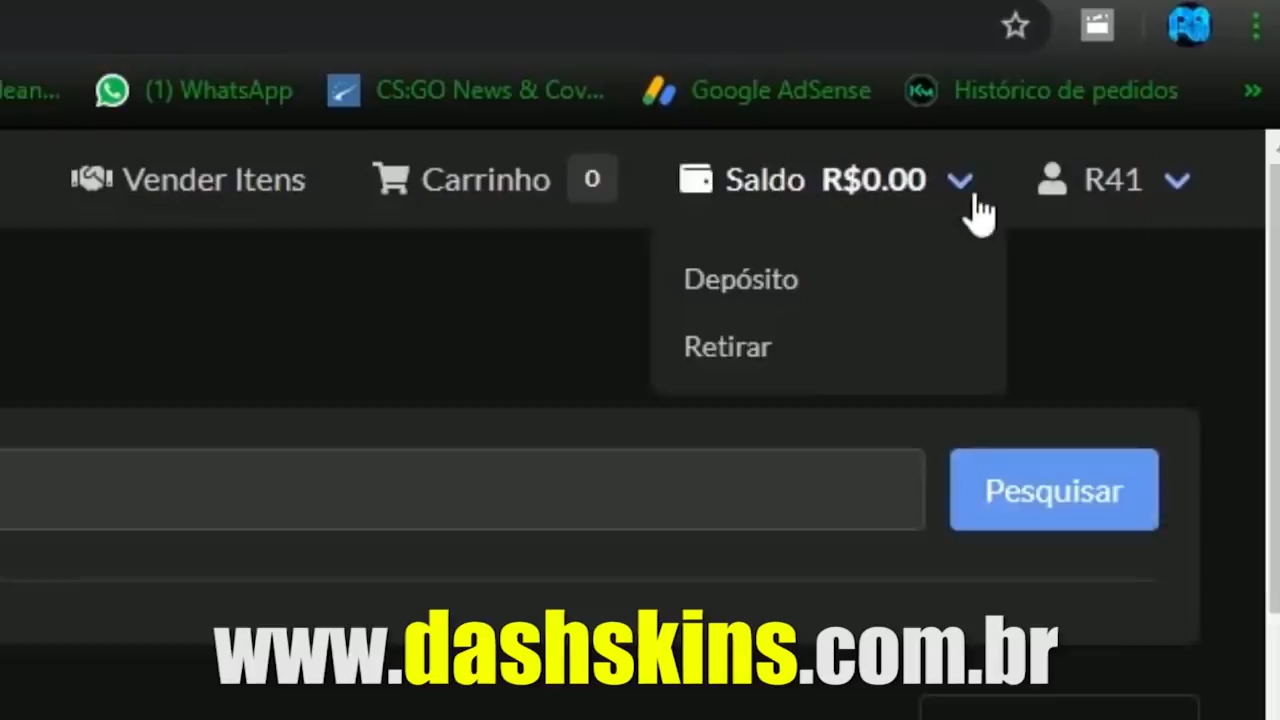 lean... (1) WhatsApp CS:GO News & Cov... Google AdSense Histórico de pedidos »
Vender Itens Carrinho 0 Saldo R$0.00 R41
Depósito
Retirar
Pesquisar
www.dashskins.com.br